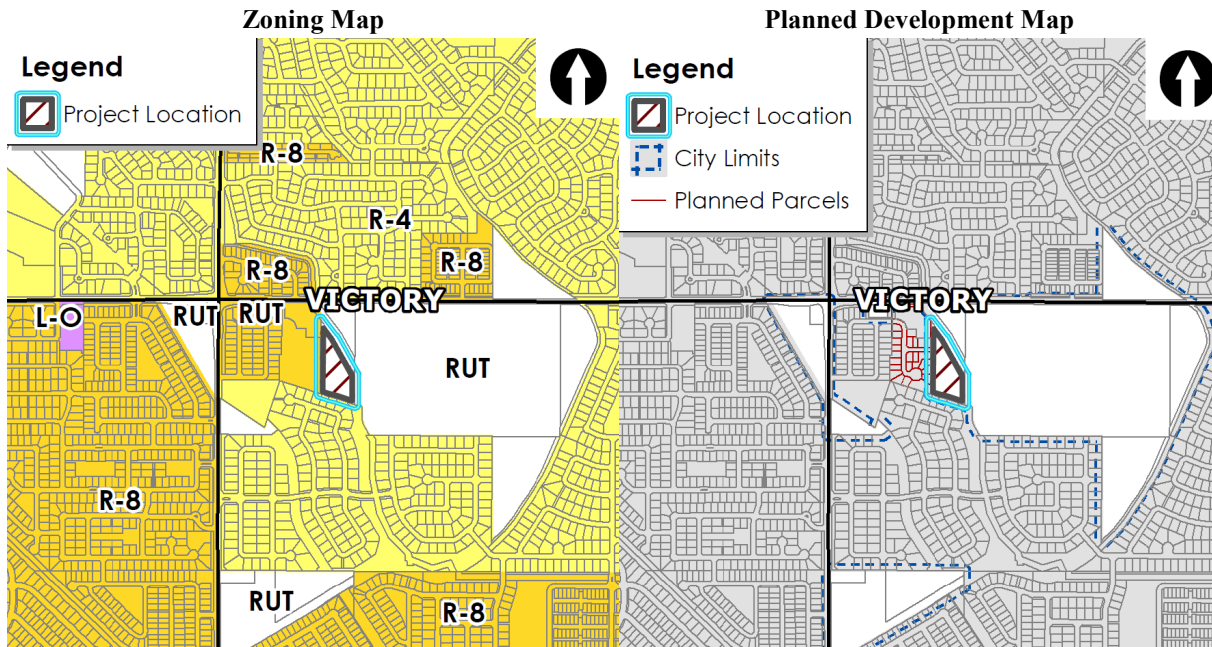 Zoning Map
Legend
Project Location
R-8
R-4
R-8
R-8
VICTORY
L-O
RUT
RUT
RUT
R-8
RUT
R-8
Planned Development Map
Legend
Project Location
City Limits
Planned Parcels
VICTORY